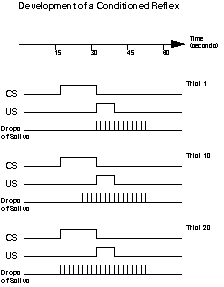 Development of a Conditioned Reflex
Time
(seconds)
15 30 45 60
Trial 1
CS
US
Drops
of Saliva
Trial 10
CS
US
Drops
of Saliva
Trial 20
CS
US
Drops
of Saliva